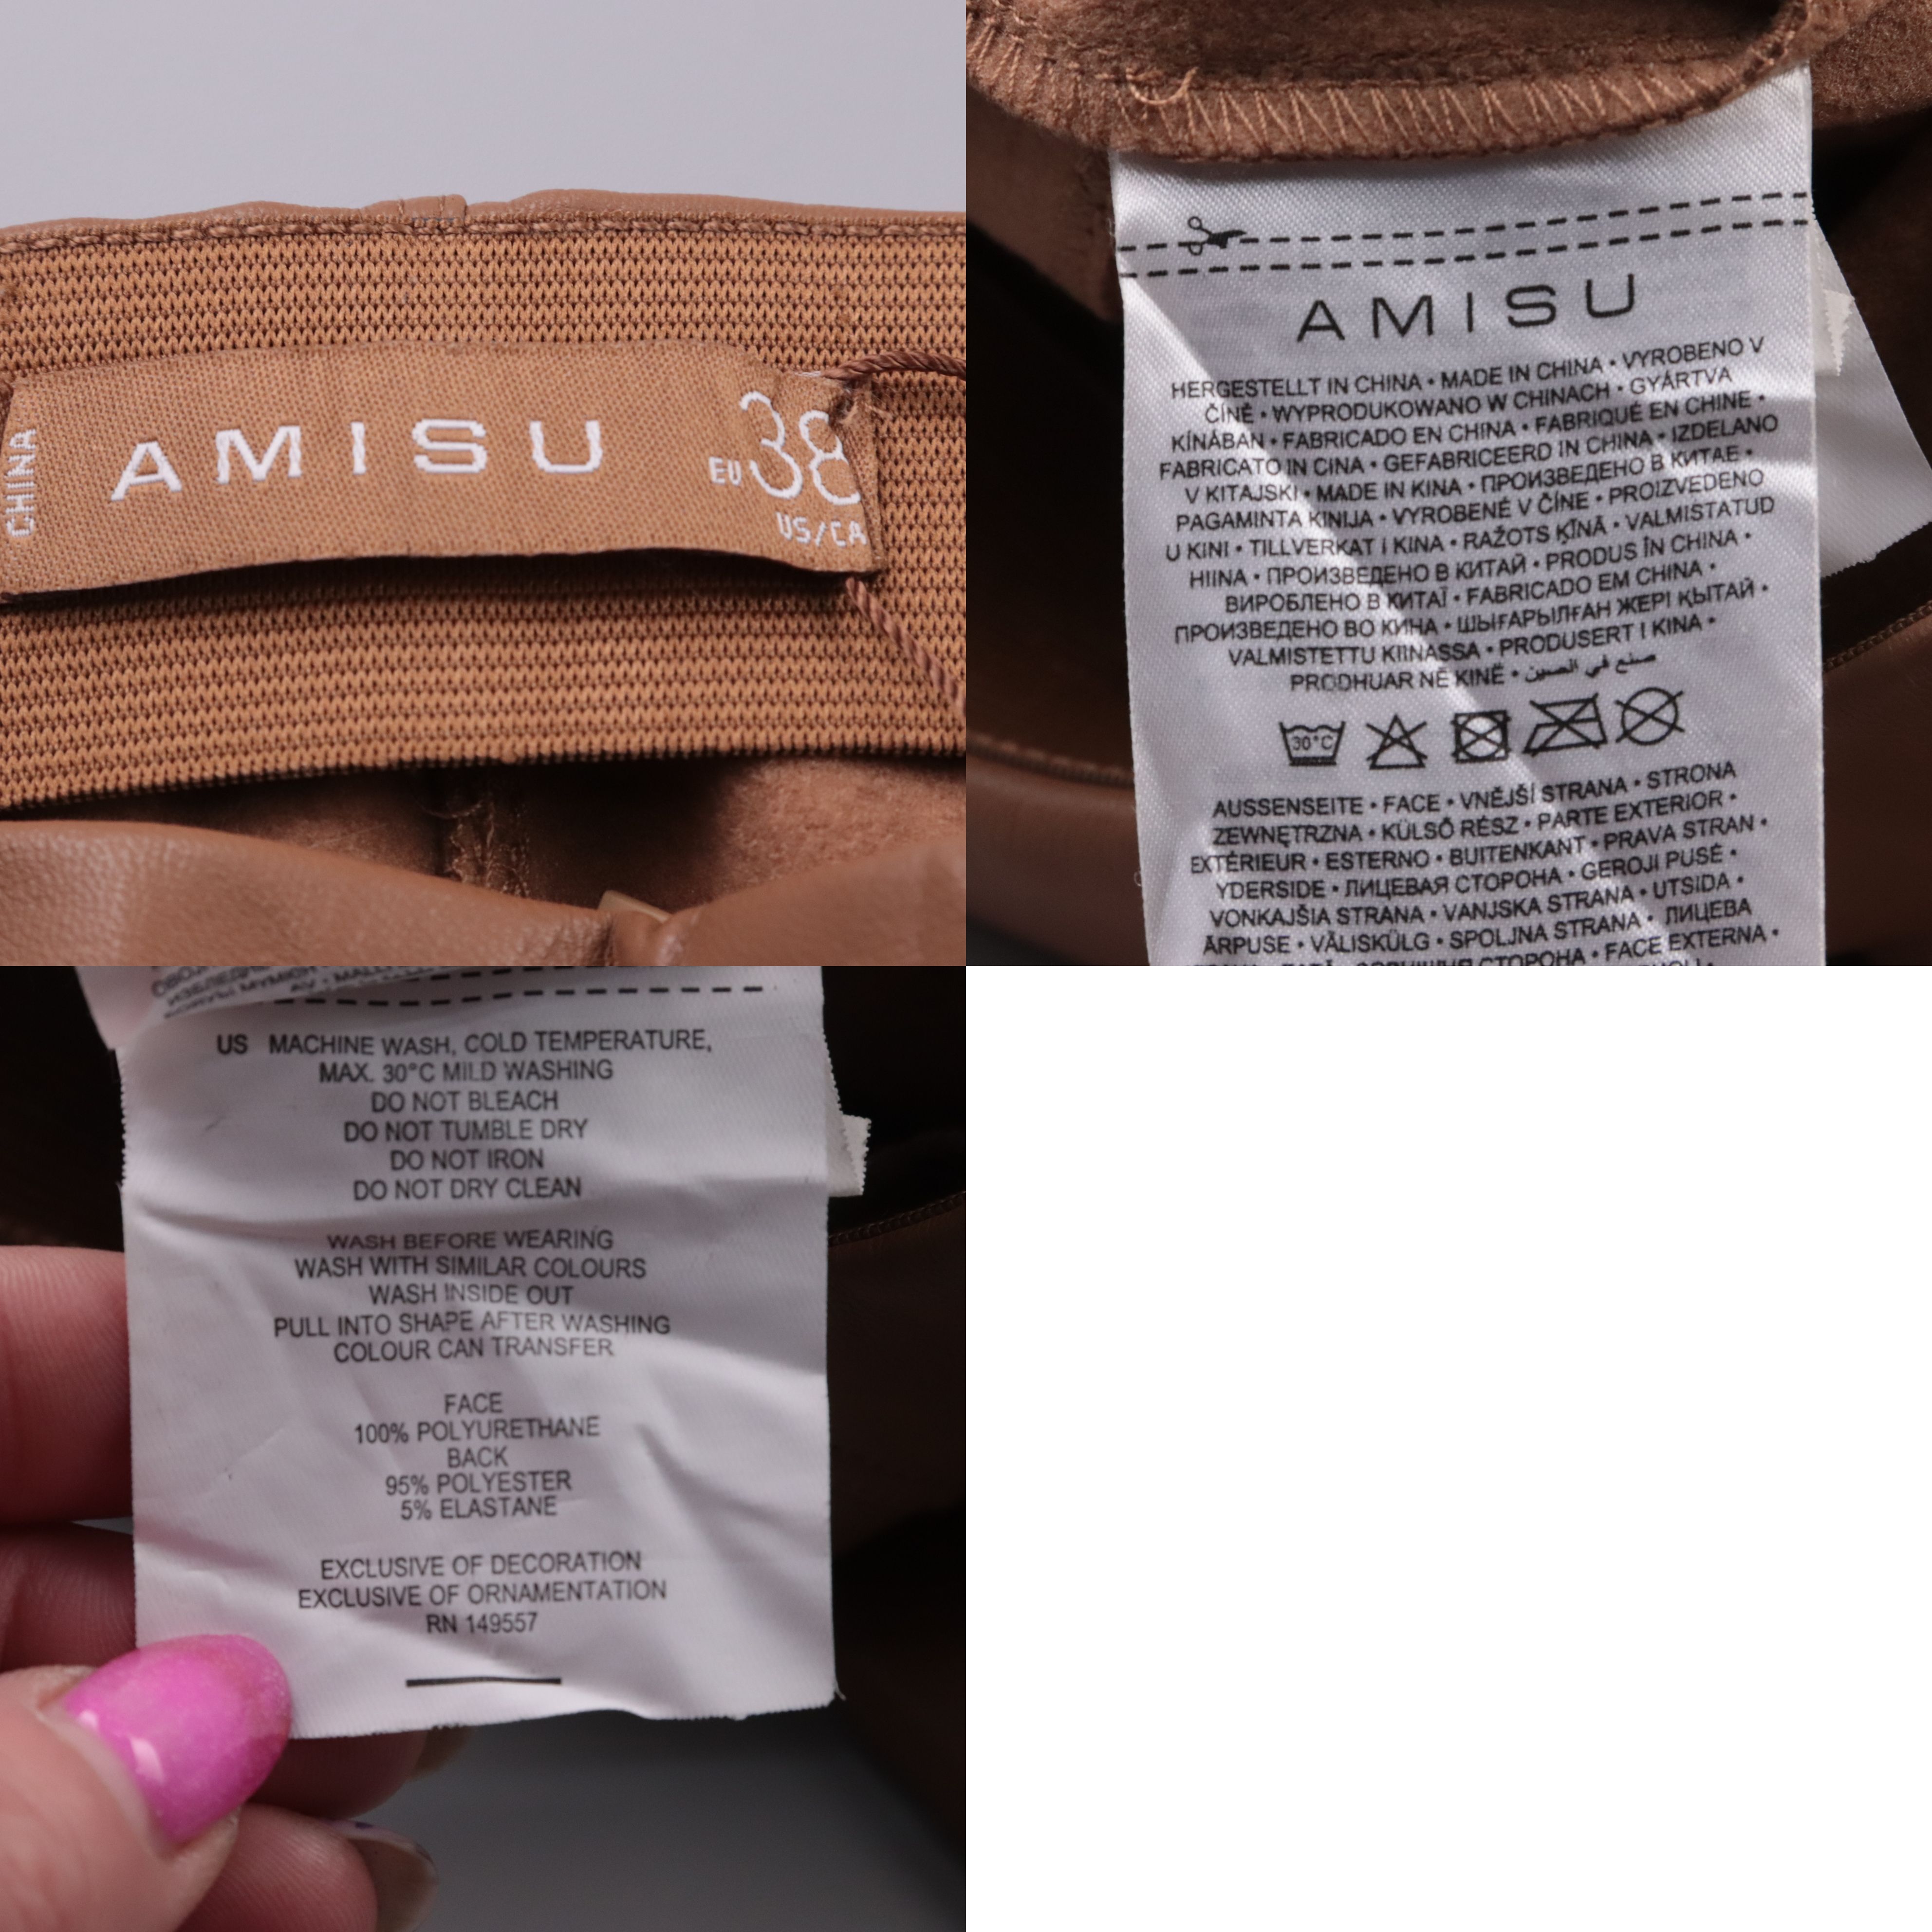 CHINA
AMISU
EU 38
US/CA
AMISU
HERGESTELLT IN CHINA • MADE IN CHINA • VYROBENO V
ČÍNĚ • WYPRODUKOWANO W CHINACH • GYÁRTVA
KÍNÁBAN • FABRICADO EN CHINA • FABRIQUÉ EN CHINE •
FABRICATO IN CINA • GEFABRICEERD IN CHINA • IZDELANO
V KITAJSKI • MADE IN KINA • ПРОИЗВЕДЕНО В КИТАЕ •
PAGAMINTA KINIJA • VYROBENÉ V ČÍNE • PROIZVEDENO
U KINI • TILLVERKAT I KINA • RAŽOTS ĶĪNĀ • VALMISTATUD
HIINA • ПРОИЗВЕДЕНО В КИТАЙ • PRODUS ÎN CHINA •
ВИРОБЛЕНО В КИТАЇ • FABRICADO EM CHINA •
ПРОИЗВЕДЕНО ВО КИНА • ШЫҒАРЫЛҒАН ЖЕРІ ҚЫТАЙ •
VALMISTETTU KIINASSA • PRODUSERT I KINA •
PRODHUAR NË KINË • صنع في الصين
30°C
AUSSENSEITE • FACE • VNĚJŠÍ STRANA • STRONA
ZEWNĘTRZNA • KÜLSŐ RÉSZ • PARTE EXTERIOR •
EXTÉRIEUR • ESTERNO • BUITENKANT • PRAVA STRAN •
YDERSIDE • ЛИЦЕВАЯ СТОРОНА • GEROJI PUSĖ •
VONKAJŠIA STRANA • VANJSKA STRANA • UTSIDA •
ĀRPUSE • VÄLISKÜLG • SPOLJNA STRANA • ЛИЦЕВА
СТОРОНА • FACE EXTERNA •
US MACHINE WASH, COLD TEMPERATURE,
MAX. 30°C MILD WASHING
DO NOT BLEACH
DO NOT TUMBLE DRY
DO NOT IRON
DO NOT DRY CLEAN
WASH BEFORE WEARING
WASH WITH SIMILAR COLOURS
WASH INSIDE OUT
PULL INTO SHAPE AFTER WASHING
COLOUR CAN TRANSFER
FACE
100% POLYURETHANE
BACK
95% POLYESTER
5% ELASTANE
EXCLUSIVE OF DECORATION
EXCLUSIVE OF ORNAMENTATION
RN 149557